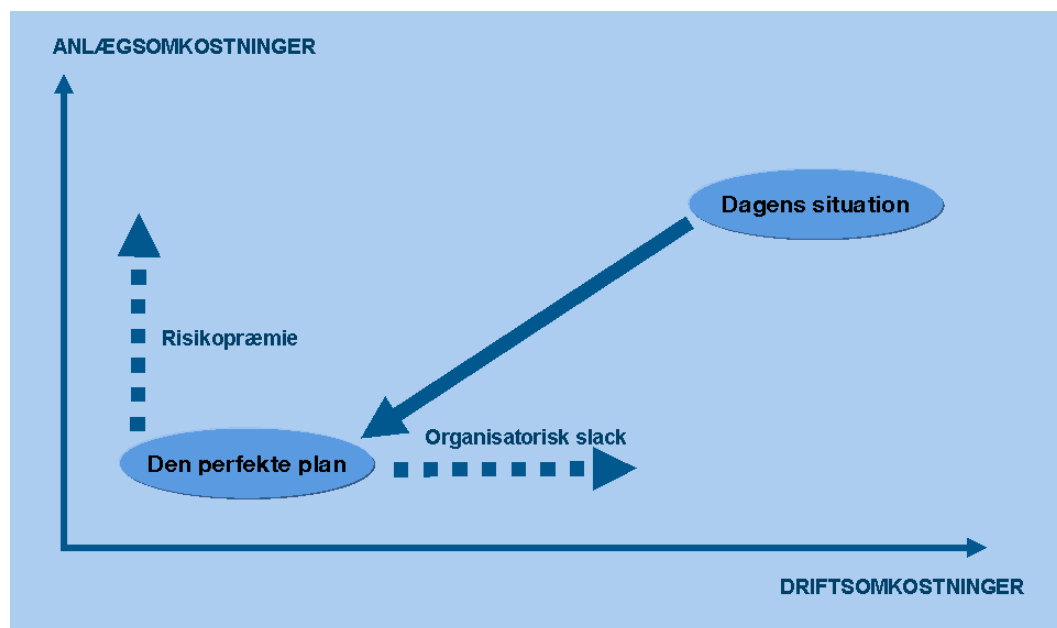 ANLÆGSOMKOSTNINGER
Dagens situation
Risikopræmie
Organisatorisk slack
Den perfekte plan
DRIFTSOMKOSTNINGER